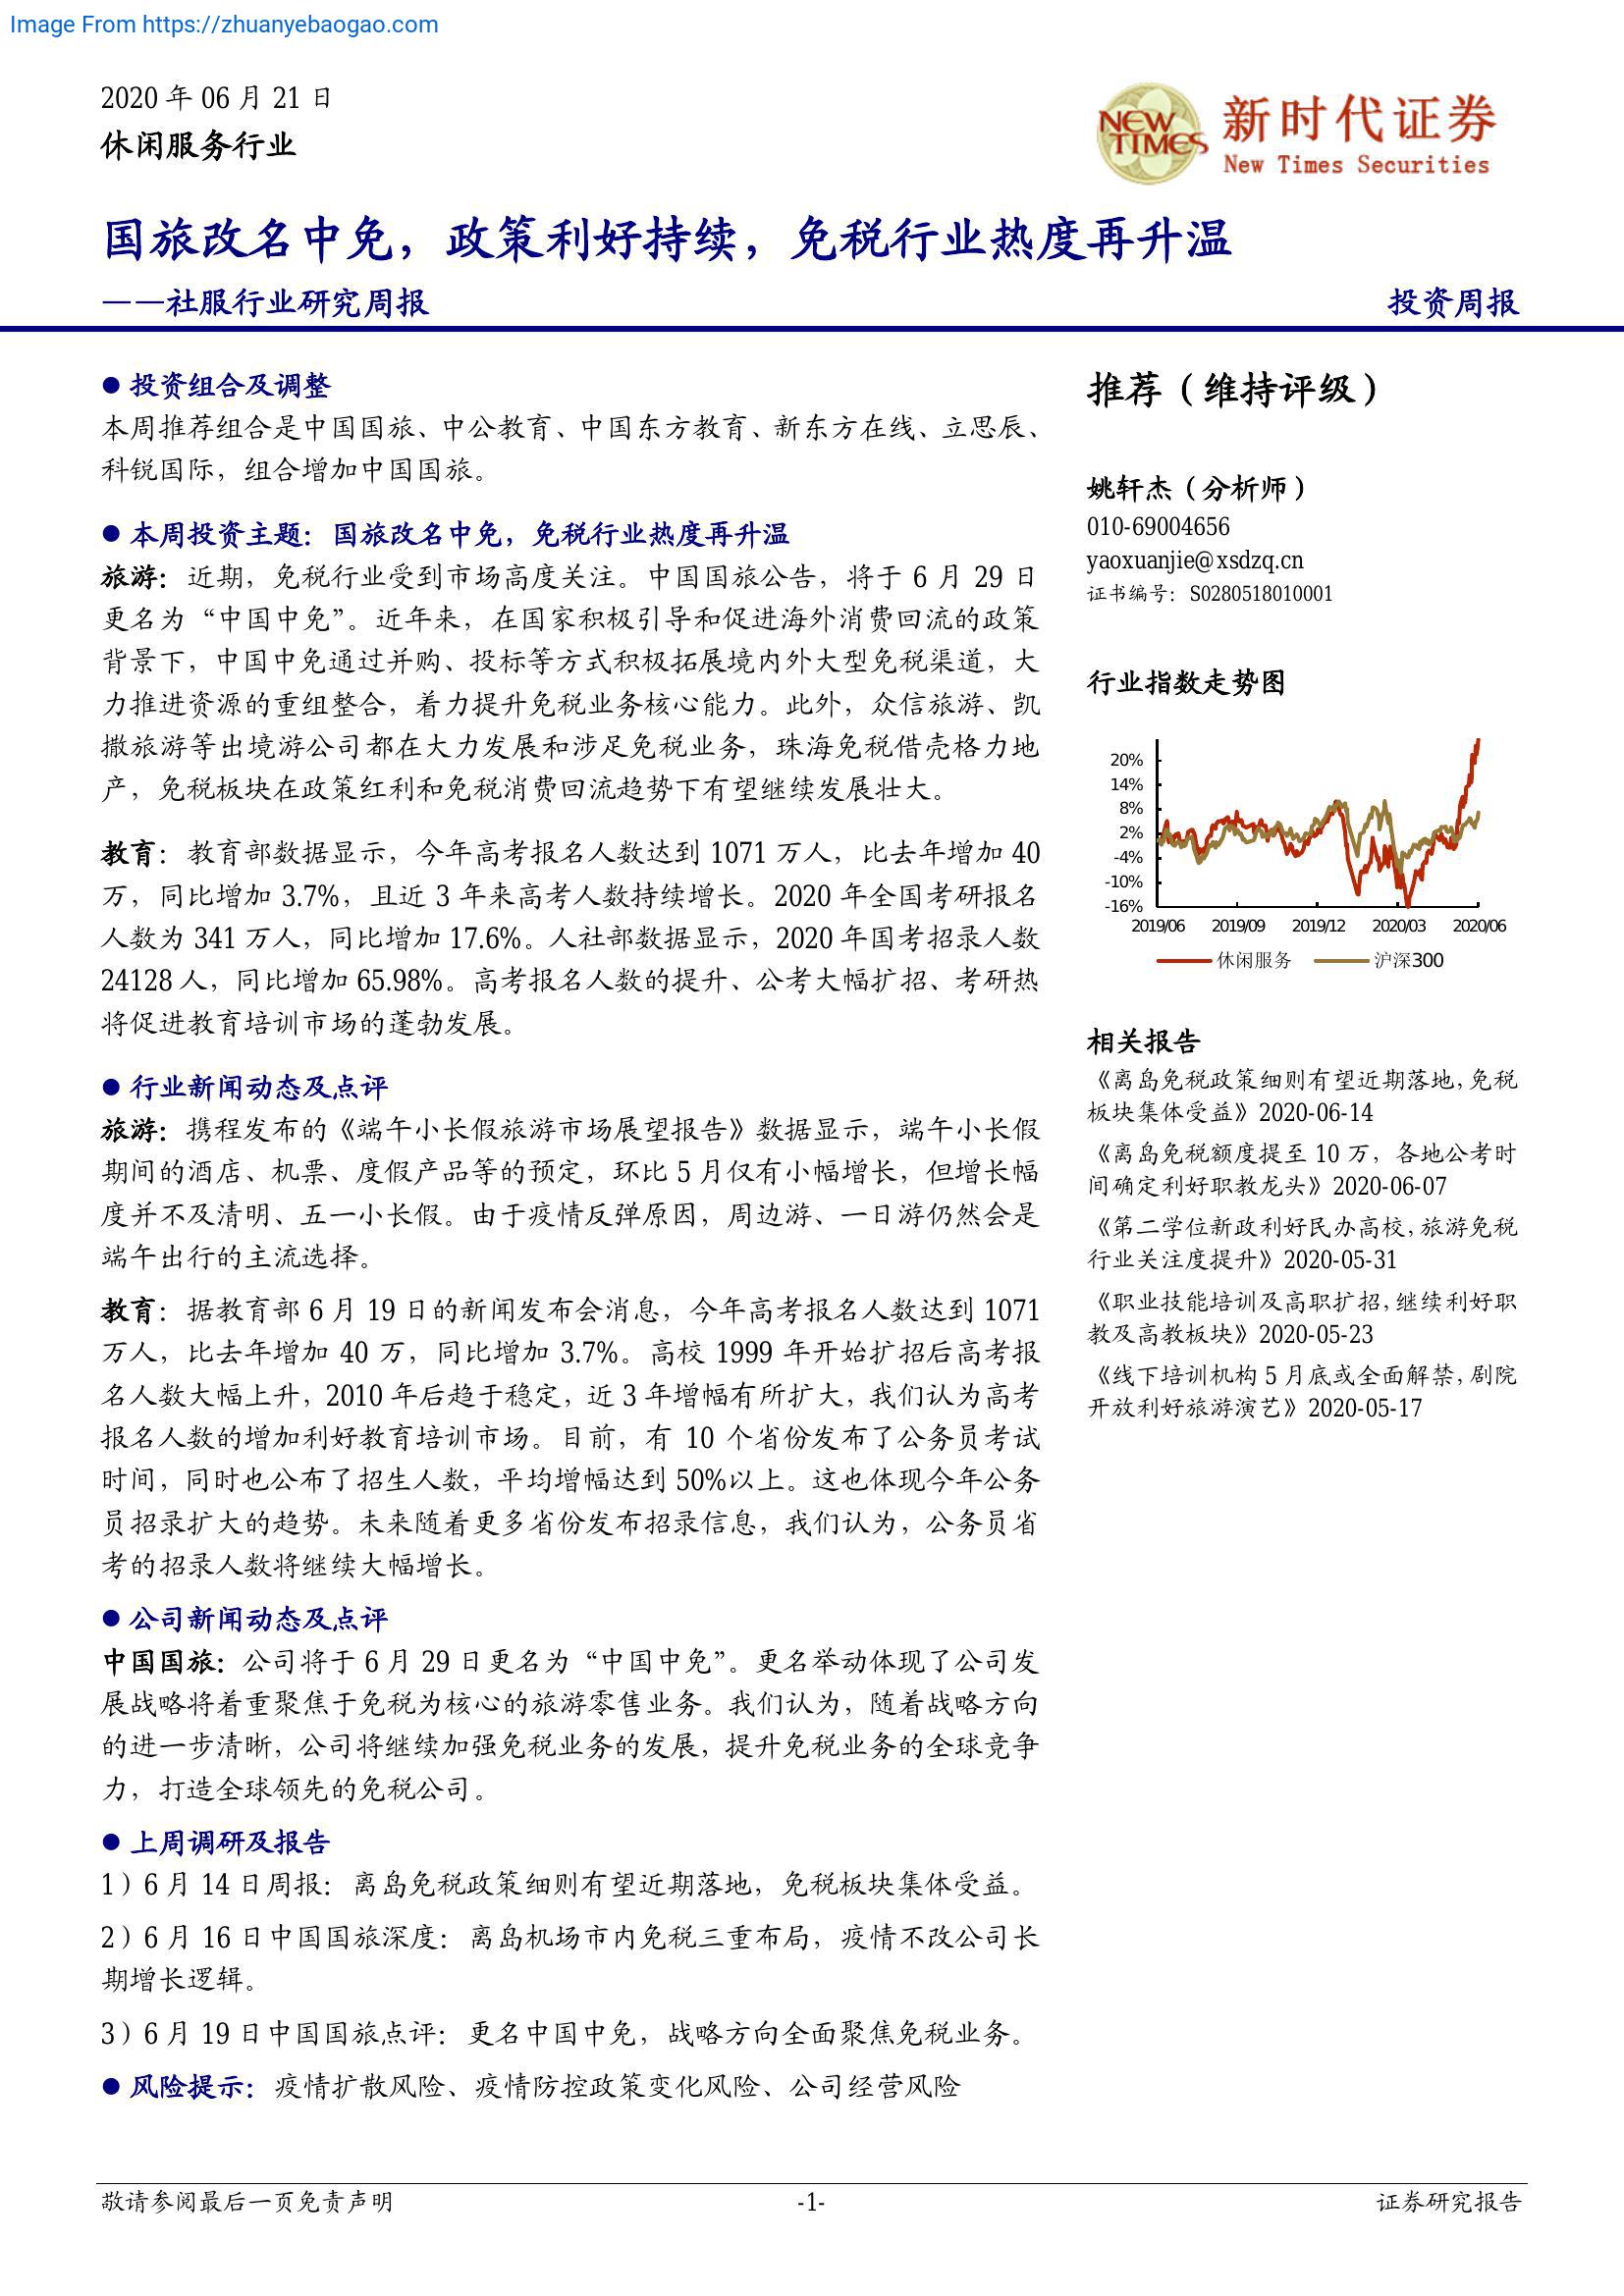 Image From https://zhuanyebaogao.com
2020 年 06 月 21 日
休闲服务行业
NEW TIMES
新时代证券
New Times Securities
国旅改名中免，政策利好持续，免税行业热度再升温
——社服行业研究周报
投资周报
● 投资组合及调整
本周推荐组合是中国国旅、中公教育、中国东方教育、新东方在线、立思辰、
科锐国际，组合增加中国国旅。
● 本周投资主题：国旅改名中免，免税行业热度再升温
旅游：近期，免税行业受到市场高度关注。中国国旅公告，将于 6 月 29 日
更名为“中国中免”。近年来，在国家积极引导和促进海外消费回流的政策
背景下，中国中免通过并购、投标等方式积极拓展境内外大型免税渠道，大
力推进资源的重组整合，着力提升免税业务核心能力。此外，众信旅游、凯
撒旅游等出境游公司都在大力发展和涉足免税业务，珠海免税借壳格力地
产，免税板块在政策红利和免税消费回流趋势下有望继续发展壮大。
教育：教育部数据显示，今年高考报名人数达到 1071 万人，比去年增加 40
万，同比增加 3.7%，且近 3 年来高考人数持续增长。2020 年全国考研报名
人数为 341 万人，同比增加 17.6%。人社部数据显示，2020 年国考招录人数
24128 人，同比增加 65.98%。高考报名人数的提升、公考大幅扩招、考研热
将促进教育培训市场的蓬勃发展。
● 行业新闻动态及点评
旅游：携程发布的《端午小长假旅游市场展望报告》数据显示，端午小长假
期间的酒店、机票、度假产品等的预定，环比 5 月仅有小幅增长，但增长幅
度并不及清明、五一小长假。由于疫情反弹原因，周边游、一日游仍然会是
端午出行的主流选择。
教育：据教育部 6 月 19 日的新闻发布会消息，今年高考报名人数达到 1071
万人，比去年增加 40 万，同比增加 3.7%。高校 1999 年开始扩招后高考报
名人数大幅上升，2010 年后趋于稳定，近 3 年增幅有所扩大，我们认为高考
报名人数的增加利好教育培训市场。目前，有 10 个省份发布了公务员考试
时间，同时也公布了招生人数，平均增幅达到 50%以上。这也体现今年公务
员招录扩大的趋势。未来随着更多省份发布招录信息，我们认为，公务员省
考的招录人数将继续大幅增长。
● 公司新闻动态及点评
中国国旅：公司将于 6 月 29 日更名为“中国中免”。更名举动体现了公司发
展战略将着重聚焦于免税为核心的旅游零售业务。我们认为，随着战略方向
的进一步清晰，公司将继续加强免税业务的发展，提升免税业务的全球竞争
力，打造全球领先的免税公司。
● 上周调研及报告
1）6 月 14 日周报：离岛免税政策细则有望近期落地，免税板块集体受益。
2）6 月 16 日中国国旅深度：离岛机场市内免税三重布局，疫情不改公司长
期增长逻辑。
3）6 月 19 日中国国旅点评：更名中国中免，战略方向全面聚焦免税业务。
● 风险提示：疫情扩散风险、疫情防控政策变化风险、公司经营风险
推荐（维持评级）
姚轩杰（分析师）
010-69004656
yaoxuanjie@xsdzq.cn
证书编号：S0280518010001
行业指数走势图
20%
14%
8%
2%
-4%
-10%
-16%
2019/06 2019/09 2019/12 2020/03 2020/06
休闲服务 沪深300
相关报告
《离岛免税政策细则有望近期落地，免税
板块集体受益》2020-06-14
《离岛免税额度提至 10 万，各地公考时
间确定利好职教龙头》2020-06-07
《第二学位新政利好民办高校，旅游免税
行业关注度提升》2020-05-31
《职业技能培训及高职扩招，继续利好职
教及高教板块》2020-05-23
《线下培训机构 5 月底或全面解禁，剧院
开放利好旅游演艺》2020-05-17
敬请参阅最后一页免责声明
-1-
证券研究报告